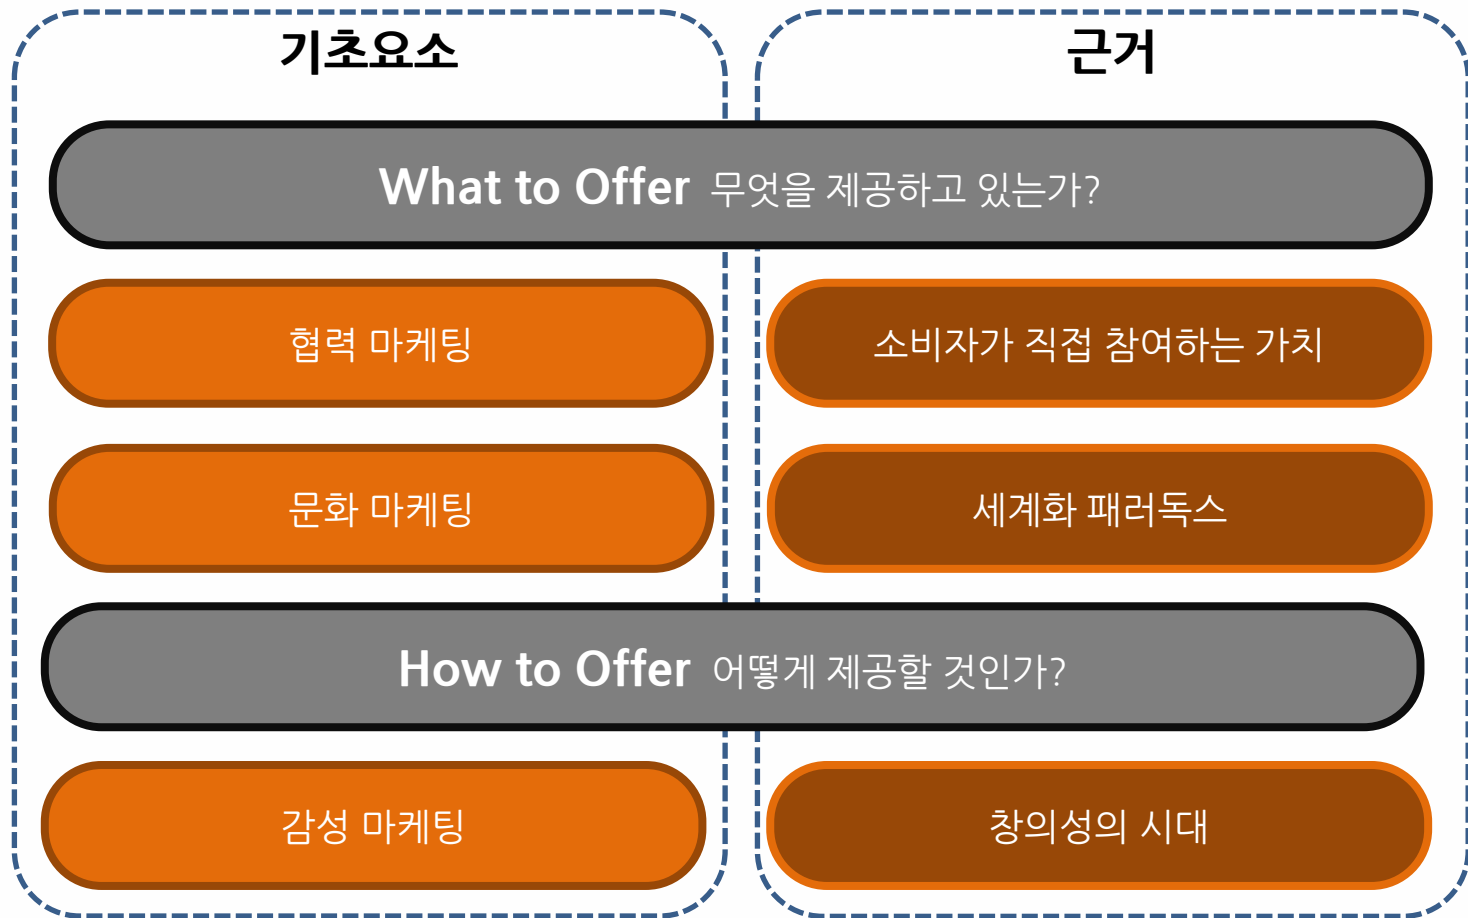 기초요소
근거
What to Offer 무엇을 제공하고 있는가?
협력 마케팅
소비자가 직접 참여하는 가치
문화 마케팅
세계화 패러독스
How to Offer 어떻게 제공할 것인가?
감성 마케팅
창의성의 시대